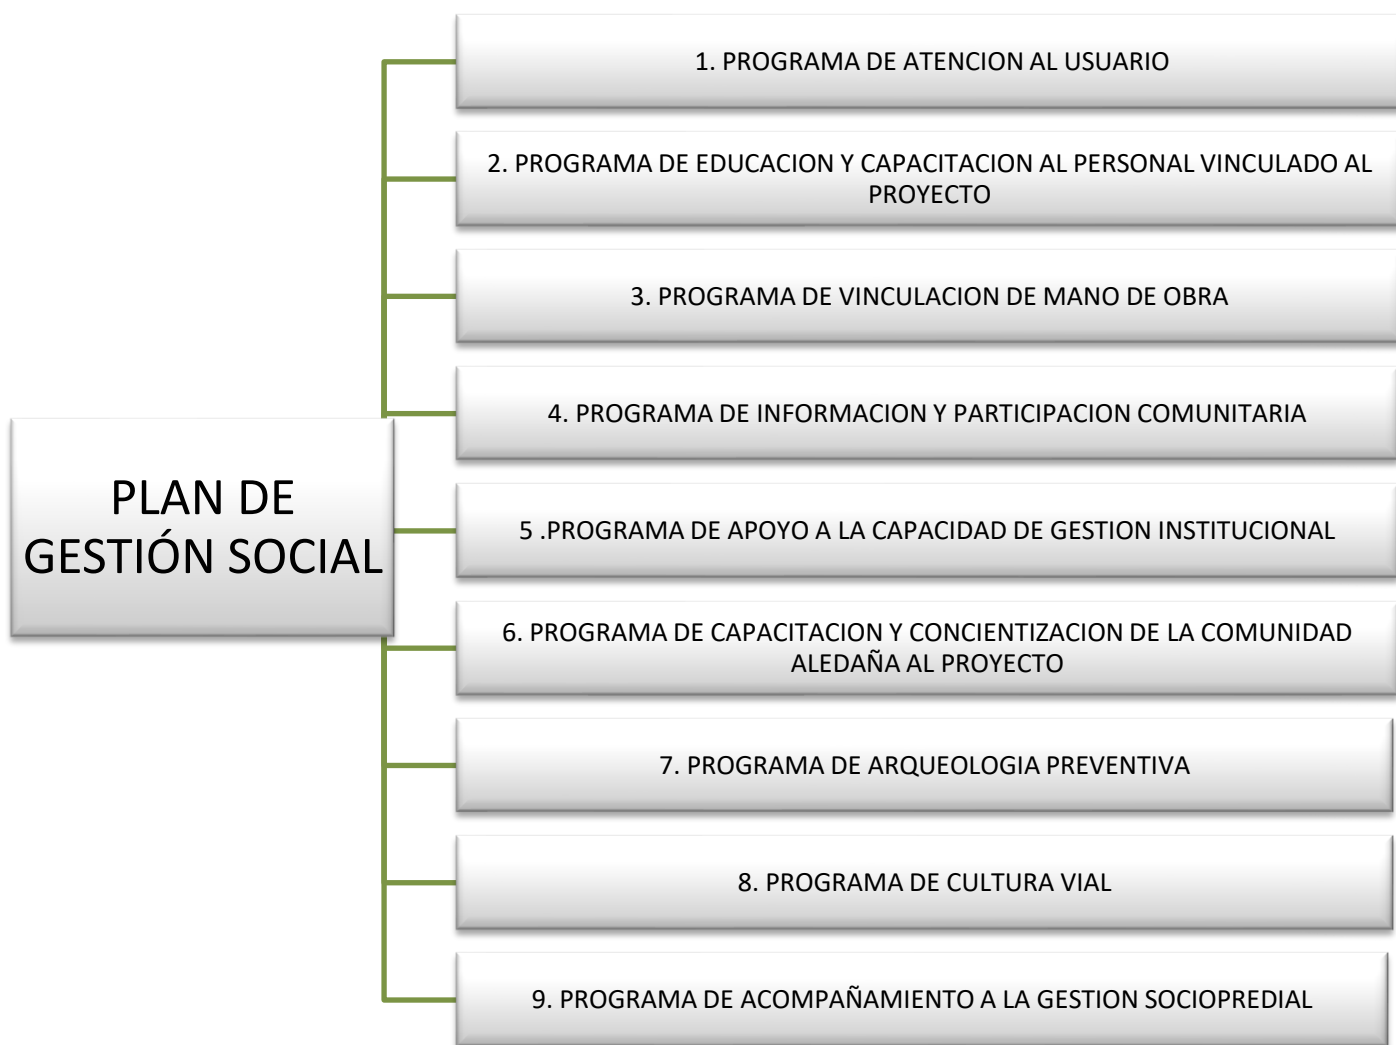 1. PROGRAMA DE ATENCION AL USUARIO
2. PROGRAMA DE EDUCACION Y CAPACITACION AL PERSONAL VINCULADO AL
PROYECTO
3. PROGRAMA DE VINCULACION DE MANO DE OBRA
4. PROGRAMA DE INFORMACION Y PARTICIPACION COMUNITARIA
PLAN DE
GESTIÓN SOCIAL
5 .PROGRAMA DE APOYO A LA CAPACIDAD DE GESTION INSTITUCIONAL
6. PROGRAMA DE CAPACITACION Y CONCIENTIZACION DE LA COMUNIDAD
ALEDAÑA AL PROYECTO
7. PROGRAMA DE ARQUEOLOGIA PREVENTIVA
8. PROGRAMA DE CULTURA VIAL
9. PROGRAMA DE ACOMPAÑAMIENTO A LA GESTION SOCIOPREDIAL